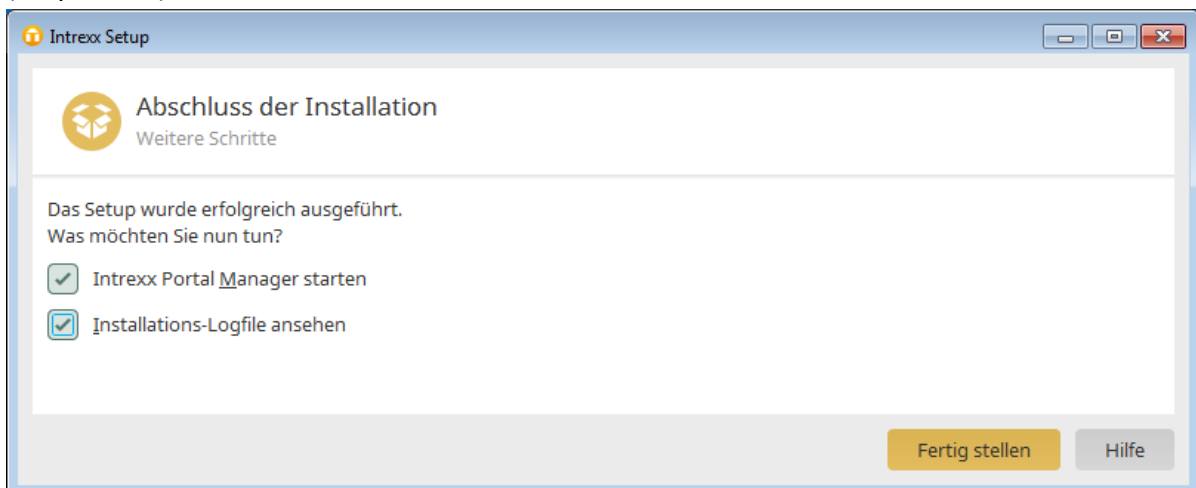 Intrexx Setup
Abschluss der Installation
Weitere Schritte
Das Setup wurde erfolgreich ausgeführt.
Was möchten Sie nun tun?
Intrexx Portal Manager starten
Installations-Logfile ansehen
Fertig stellen
Hilfe